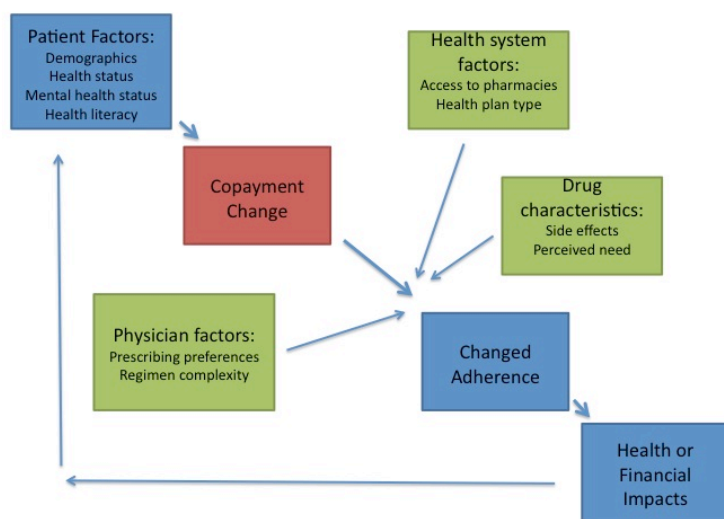 Patient Factors:
Demographics
Health status
Mental health status
Health literacy
Health system
factors:
Access to pharmacies
Health plan type
Copayment
Change
Drug
characteristics:
Side effects
Perceived need
Physician factors:
Prescribing preferences
Regimen complexity
Changed
Adherence
Health or
Financial
Impacts